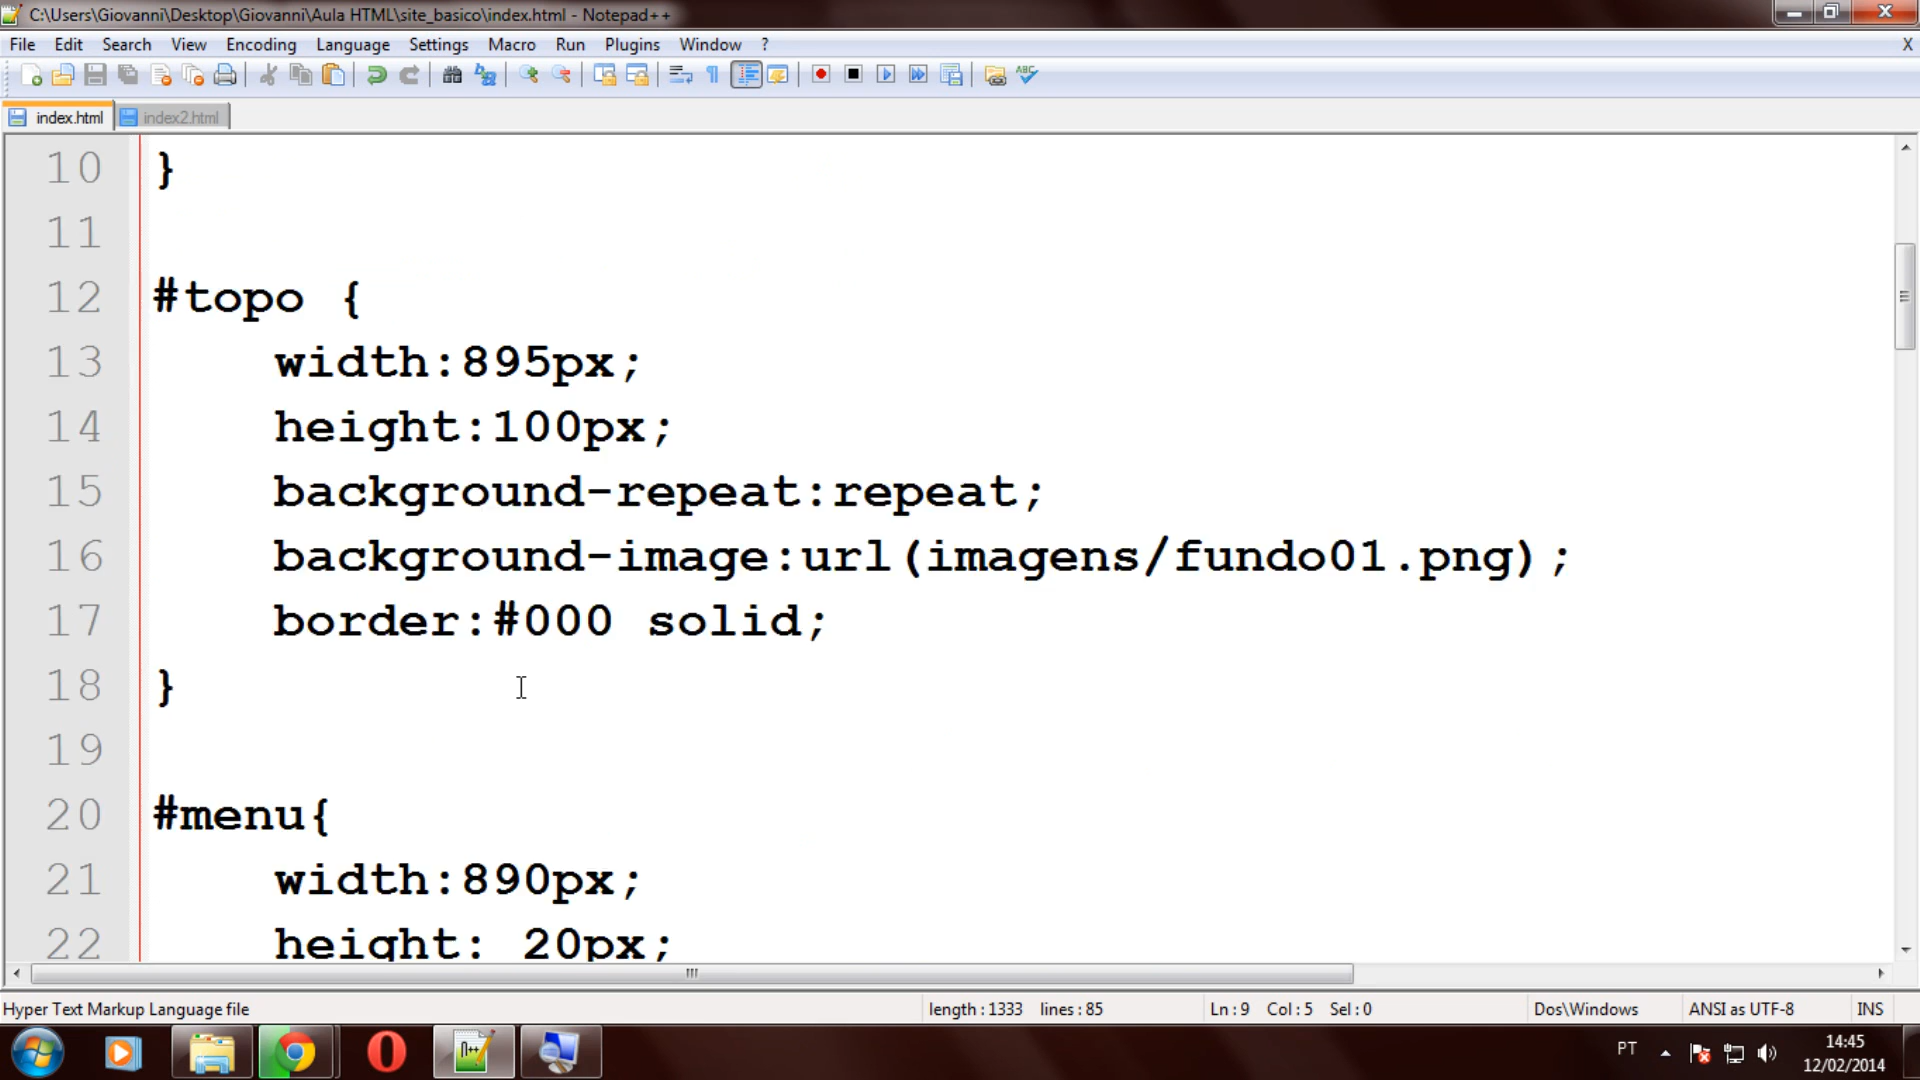 C:\Users\Giovanni\Desktop\Giovanni\Aula HTML\site_basico\index.html - Notepad++
File Edit Search View Encoding Language Settings Macro Run Plugins Window ? X
index.html index2.html
10 }
11
12 #topo {
13 width:895px;
14 height:100px;
15 background-repeat:repeat;
16 background-image:url(imagens/fundo01.png);
17 border:#000 solid;
18 }
19
20 #menu{
21 width:890px;
22 height: 20px;
Hyper Text Markup Language file length : 1333 lines : 85 Ln : 9 Col : 5 Sel : 0 Dos\Windows ANSI as UTF-8 INS
PT 14:45
12/02/2014